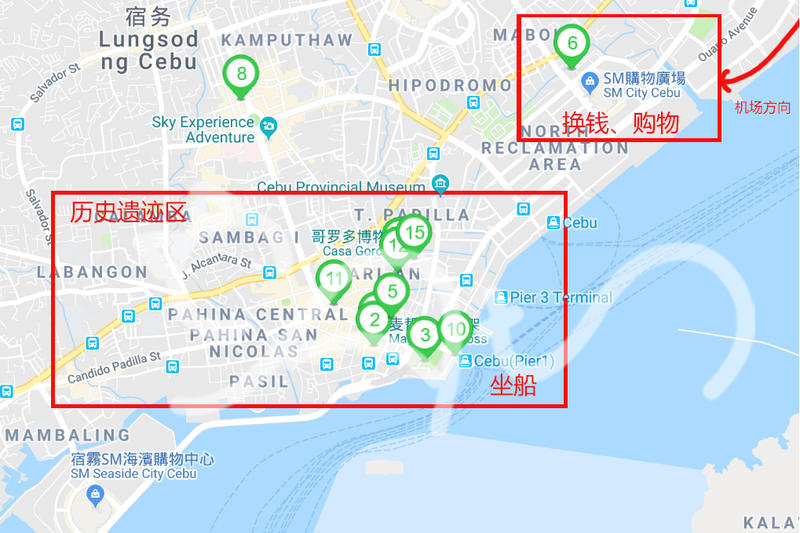 宿务
Lungsod
ng Cebu
KAMPUTHAW
MABOL
6
Ouano Avenue
8
Salvador St
HIPODROMO
SM購物廣場
SM City Cebu
机场方向
Sky Experience
Adventure
换钱、购物
NORTH
RECLAMATION
AREA
Cebu Provincial Museum
Salvador St
历史遗迹区
T. PADILLA
15
Cebu
SAMBAG I
哥罗多博物
Casa Goro
12
J. Alcantara St
LABANGON
11
5
Pier 3 Terminal
PAHINA CENTRAL
2
3
10
PAHINA SAN
NICOLAS
Cebu(Pier1)
Candido Padilla St
PASIL
坐船
MAMBALING
宿霧SM海濱購物中心
SM Seaside City Cebu
KALA